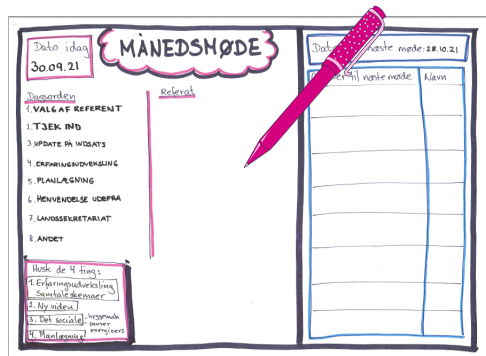 Dato idag
30.09.21
MÅNEDSMØDE
Dato næste møde: 28.10.21
Dagsorden
1. VALG AF REFERENT
2. TJEK IND
3. UPDATE PÅ INDSATS
4. ERFARINGSUDVEKSLING
5. PLANLÆGNING
6. HENVENDELSE UDEFRA
7. LANDSSEKRETARIAT
8. ANDET
Referat
til næste møde
Navn
Husk de 4 ting:
1. Erfaringsudveksling
Samtaleskemaer
2. Ny viden
3. Det sociale - hyggesnak
pauser
energizers
4. Planlægning